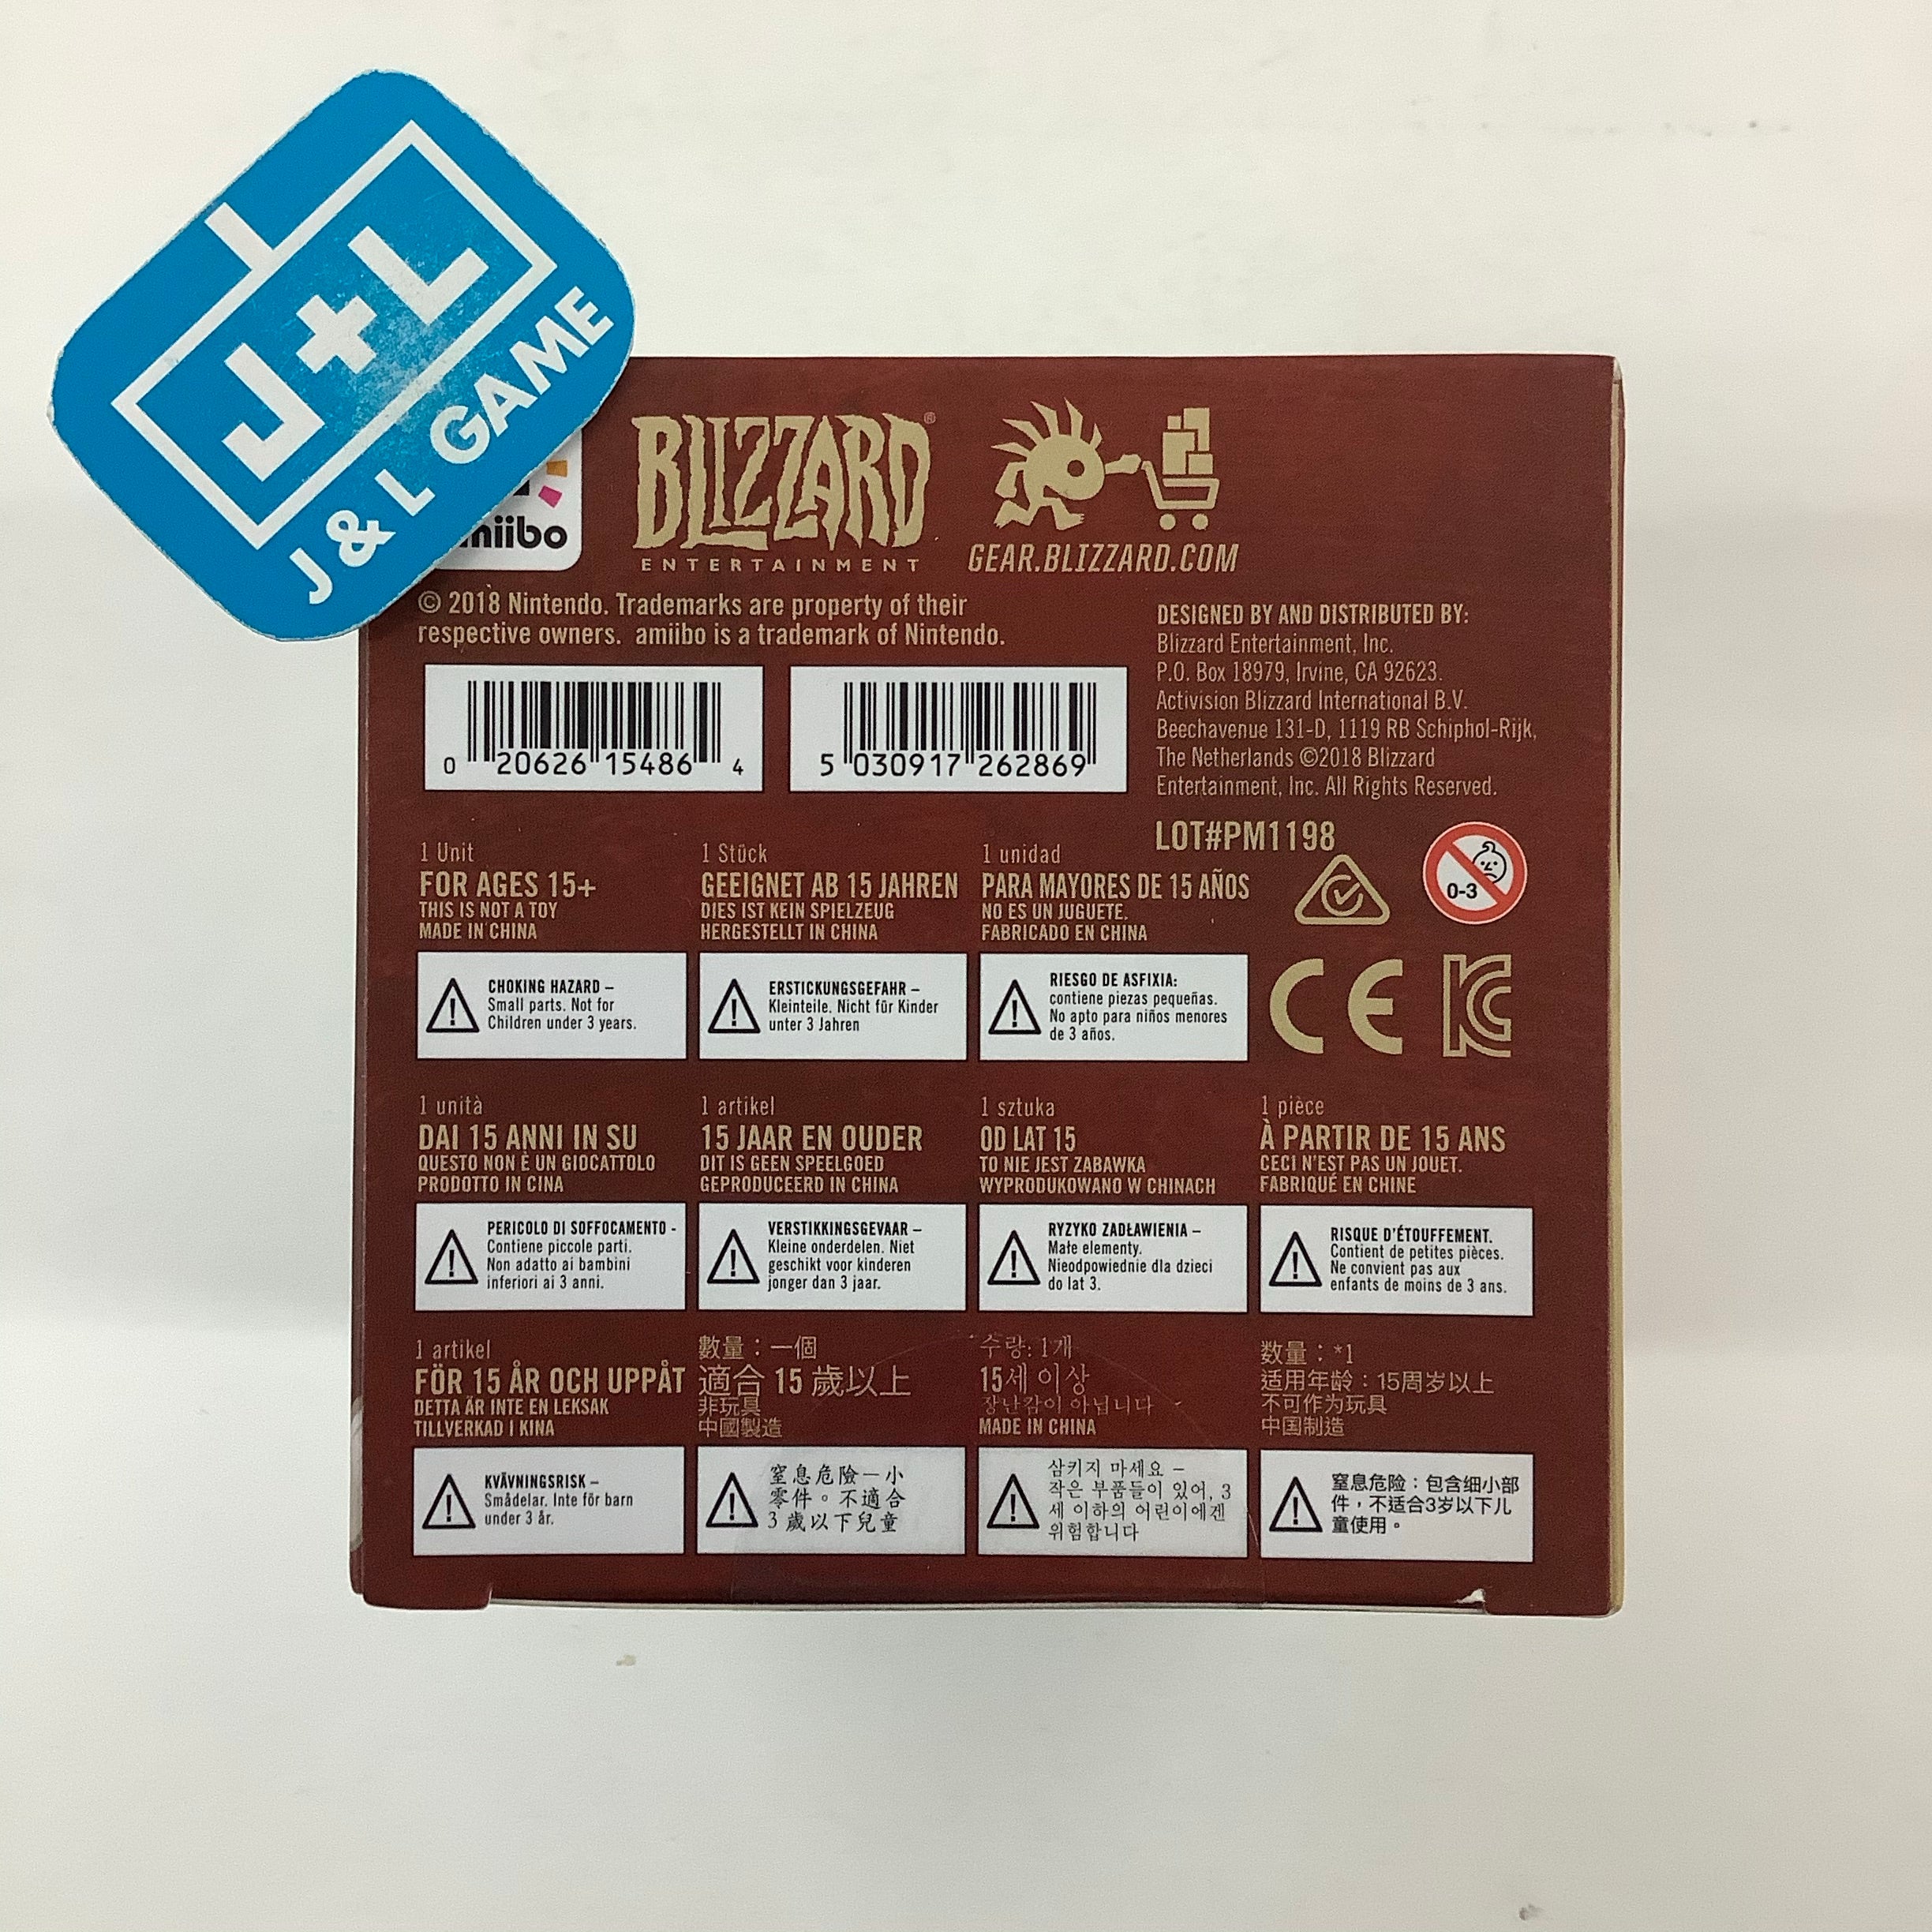 J+L
J & L GAME
miibo
BLIZZARD®
ENTERTAINMENT
GEAR.BLIZZARD.COM
© 2018 Nintendo. Trademarks are property of their
respective owners. amiibo is a trademark of Nintendo.
DESIGNED BY AND DISTRIBUTED BY:
Blizzard Entertainment, Inc.
P.O. Box 18979, Irvine, CA 92623.
Activision Blizzard International B.V.
Beechavenue 131-D, 1119 RB Schiphol-Rijk,
The Netherlands ©2018 Blizzard
Entertainment, Inc. All Rights Reserved.
0 20626 15486 4
5 030917 262869
LOT#PM1198
0-3
CE
1 Unit
FOR AGES 15+
THIS IS NOT A TOY
MADE IN CHINA
CHOKING HAZARD –
Small parts. Not for
Children under 3 years.
1 Stück
GEEIGNET AB 15 JAHREN
DIES IST KEIN SPIELZEUG
HERGESTELLT IN CHINA
ERSTICKUNGSGEFAHR –
Kleinteile. Nicht für Kinder
unter 3 Jahren
1 unidad
PARA MAYORES DE 15 AÑOS
NO ES UN JUGUETE.
FABRICADO EN CHINA
RIESGO DE ASFIXIA:
contiene piezas pequeñas.
No apto para niños menores
de 3 años.
1 unità
DAI 15 ANNI IN SU
QUESTO NON È UN GIOCATTOLO
PRODOTTO IN CINA
PERICOLO DI SOFFOCAMENTO -
Contiene piccole parti.
Non adatto ai bambini
inferiori ai 3 anni.
1 artikel
15 JAAR EN OUDER
DIT IS GEEN SPEELGOED
GEPRODUCEERD IN CHINA
VERSTIKKINGSGEVAAR –
Kleine onderdelen. Niet
geschikt voor kinderen
jonger dan 3 jaar.
1 sztuka
OD LAT 15
TO NIE JEST ZABAWKA
WYPRODUKOWANO W CHINACH
RYZYKO ZADŁAWIENIA –
Małe elementy.
Nieodpowiednie dla dzieci
do lat 3.
1 pièce
À PARTIR DE 15 ANS
CECI N'EST PAS UN JOUET.
FABRIQUÉ EN CHINE
RISQUE D'ÉTOUFFEMENT.
Contient de petites pièces.
Ne convient pas aux
enfants de moins de 3 ans.
1 artikel
FÖR 15 ÅR OCH UPPÅT
DETTA ÄR INTE EN LEKSAK
TILLVERKAD I KINA
KVÄVNINGSRISK –
Smådelar. Inte för barn
under 3 år.
數量：一個
適合 15 歲以上
非玩具
中國製造
窒息危險－小
零件。不適合
3 歲以下兒童
수량: 1개
15세 이상
장난감이 아닙니다
MADE IN CHINA
삼키지 마세요 –
작은 부품들이 있어, 3
세 이하의 어린이에겐
위험합니다
数量：*1
适用年龄：15周岁以上
不可作为玩具
中国制造
窒息危险：包含细小部
件，不适合3岁以下儿
童使用。